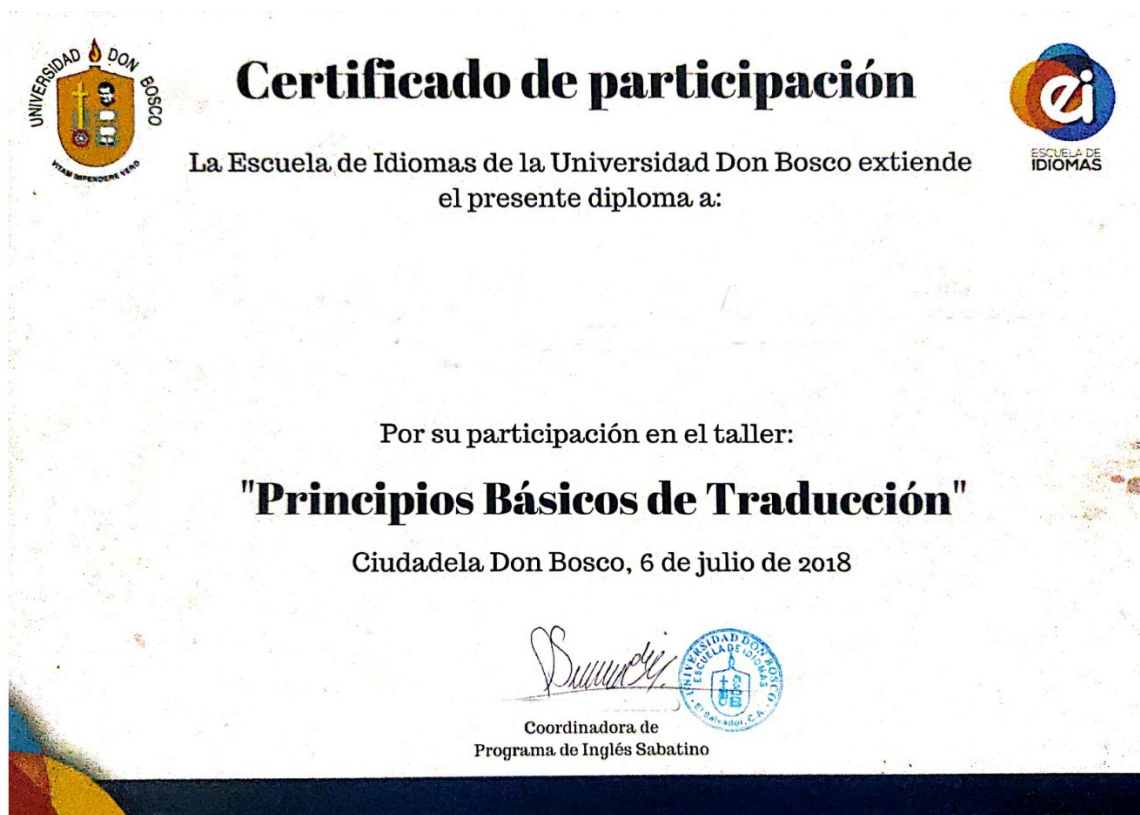 UNIVERSIDAD DON BOSCO
VITAM IMPENDERE VERO
Certificado de participación
ei
ESCUELA DE
IDIOMAS
La Escuela de Idiomas de la Universidad Don Bosco extiende
el presente diploma a:
Por su participación en el taller:
"Principios Básicos de Traducción"
Ciudadela Don Bosco, 6 de julio de 2018
UNIVERSIDAD DON BOSCO
ESCUELA DE IDIOMAS
El Salvador, C.A.
Coordinadora de
Programa de Inglés Sabatino